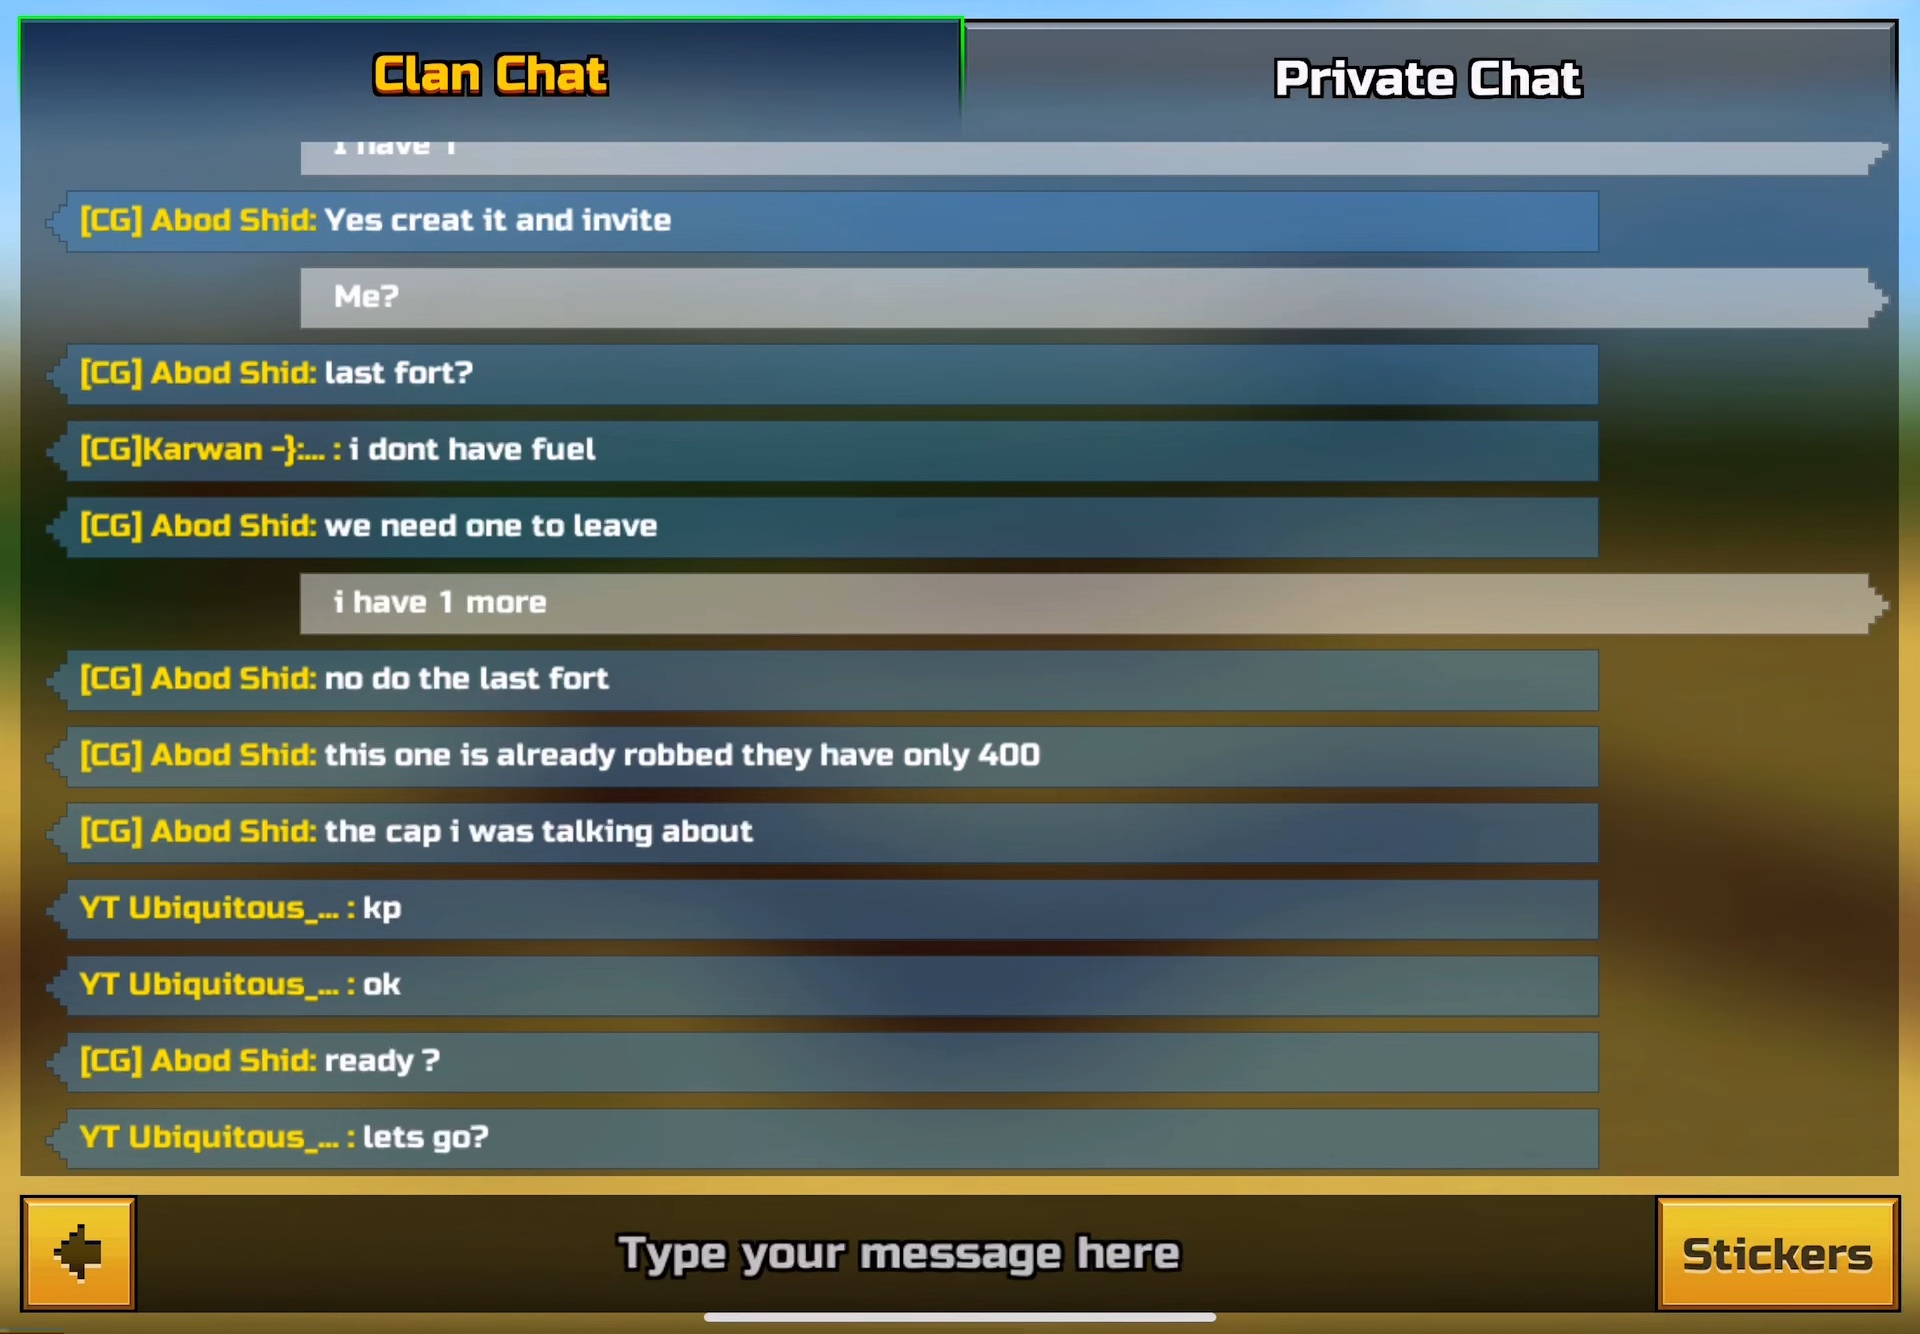 Clan Chat
Private Chat
I have 1
[CG] Abod Shid: Yes creat it and invite
Me?
[CG] Abod Shid: last fort?
[CG]Karwan -}:... : i dont have fuel
[CG] Abod Shid: we need one to leave
i have 1 more
[CG] Abod Shid: no do the last fort
[CG] Abod Shid: this one is already robbed they have only 400
[CG] Abod Shid: the cap i was talking about
YT Ubiquitous_... : kp
YT Ubiquitous_... : ok
[CG] Abod Shid: ready ?
YT Ubiquitous_... : lets go?
Type your message here
Stickers